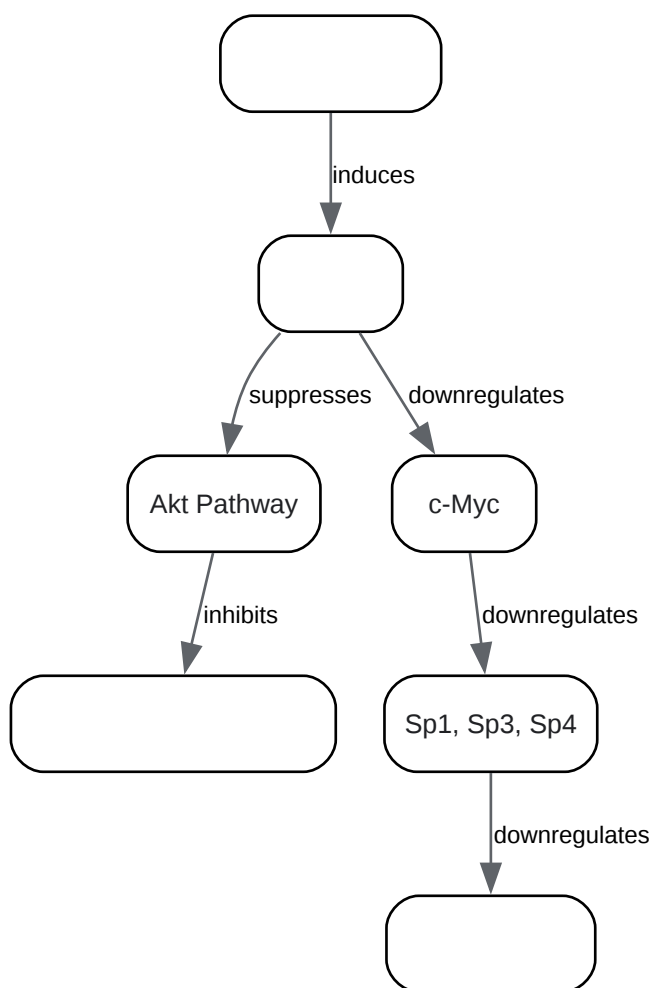 induces
suppresses
downregulates
Akt Pathway
c-Myc
inhibits
downregulates
Sp1, Sp3, Sp4
downregulates